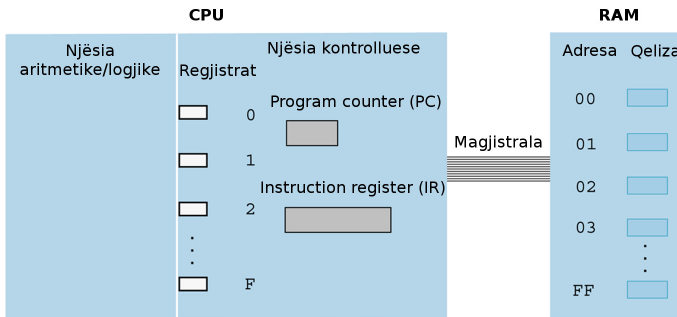 CPU
RAM
Njësia
aritmetike/logjike
Regjistrat
Njësia kontrolluese
Program counter (PC)
Instruction register (IR)
0
1
2
F
Magjistrala
Adresa Qeliza
00
01
02
03
FF